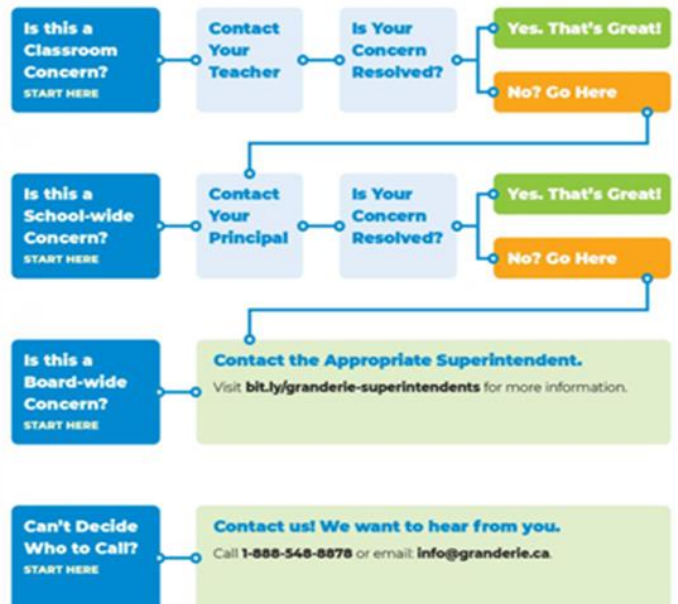 Is this a
Classroom
Concern?
START HERE
Contact
Your
Teacher
Is Your
Concern
Resolved?
Yes. That's Great!
No? Go Here
Is this a
School-wide
Concern?
START HERE
Contact
Your
Principal
Is Your
Concern
Resolved?
Yes. That's Great!
No? Go Here
Is this a
Board-wide
Concern?
START HERE
Contact the Appropriate Superintendent.
Visit bit.ly/granderie-superintendents for more information.
Can't Decide
Who to Call?
START HERE
Contact us! We want to hear from you.
Call 1-888-548-8878 or email: info@granderie.ca.